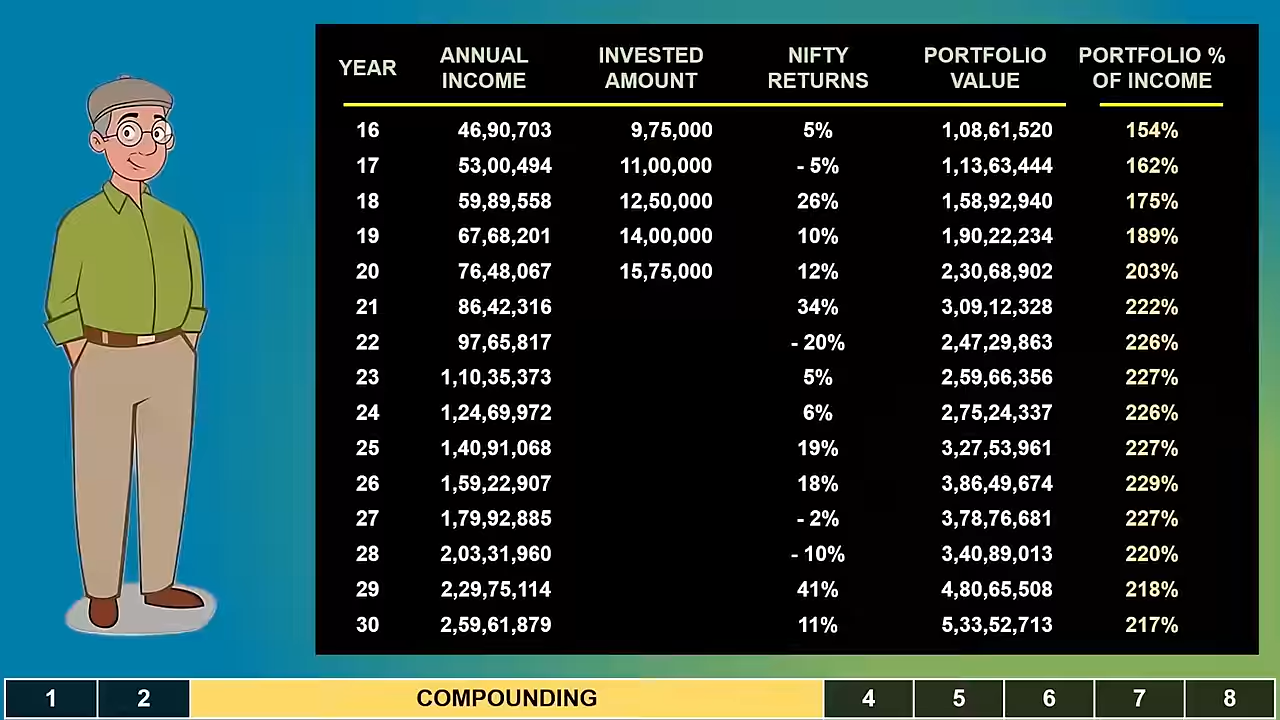 YEAR ANNUAL INCOME INVESTED AMOUNT NIFTY RETURNS PORTFOLIO VALUE PORTFOLIO % OF INCOME
16 46,90,703 9,75,000 5% 1,08,61,520 154%
17 53,00,494 11,00,000 - 5% 1,13,63,444 162%
18 59,89,558 12,50,000 26% 1,58,92,940 175%
19 67,68,201 14,00,000 10% 1,90,22,234 189%
20 76,48,067 15,75,000 12% 2,30,68,902 203%
21 86,42,316 34% 3,09,12,328 222%
22 97,65,817 - 20% 2,47,29,863 226%
23 1,10,35,373 5% 2,59,66,356 227%
24 1,24,69,972 6% 2,75,24,337 226%
25 1,40,91,068 19% 3,27,53,961 227%
26 1,59,22,907 18% 3,86,49,674 229%
27 1,79,92,885 - 2% 3,78,76,681 227%
28 2,03,31,960 - 10% 3,40,89,013 220%
29 2,29,75,114 41% 4,80,65,508 218%
30 2,59,61,879 11% 5,33,52,713 217%
1 2 COMPOUNDING 4 5 6 7 8